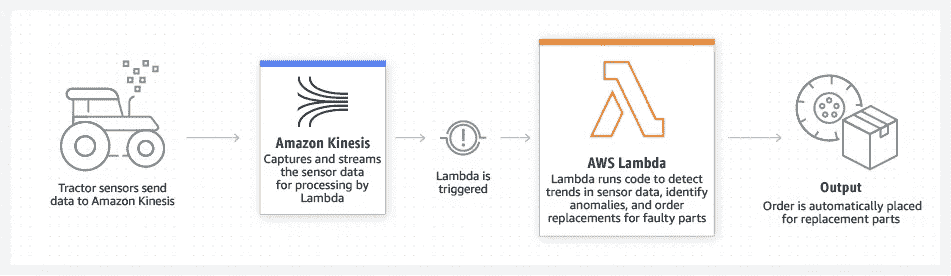 Tractor sensors send
data to Amazon Kinesis
Amazon Kinesis
Captures and streams
the sensor data
for processing by
Lambda
Lambda is
triggered
AWS Lambda
Lambda runs code to detect
trends in sensor data, identify
anomalies, and order
replacements for faulty parts
Output
Order is automatically placed
for replacement parts